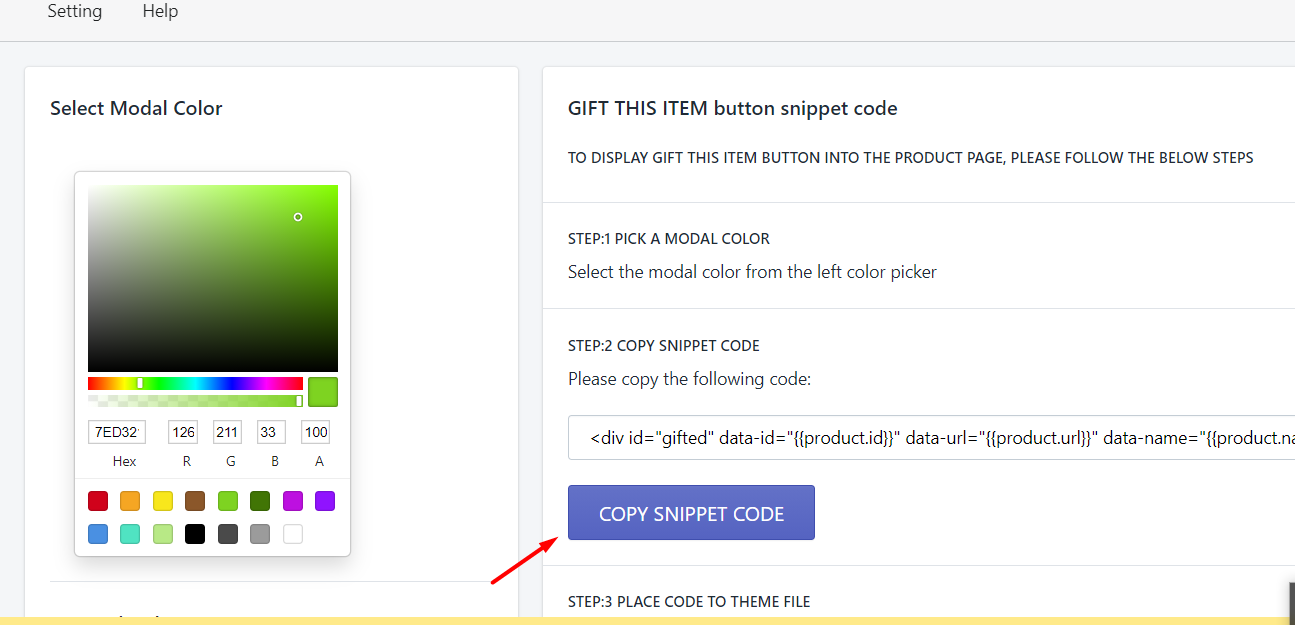 Setting Help
Select Modal Color
7ED32
126 211 33 100
Hex R G B A
GIFT THIS ITEM button snippet code
TO DISPLAY GIFT THIS ITEM BUTTON INTO THE PRODUCT PAGE, PLEASE FOLLOW THE BELOW STEPS
STEP:1 PICK A MODAL COLOR
Select the modal color from the left color picker
STEP:2 COPY SNIPPET CODE
Please copy the following code:
<div id="gifted" data-id="{{product.id}}" data-url="{{product.url}}" data-name="{{product.na
COPY SNIPPET CODE
STEP:3 PLACE CODE TO THEME FILE